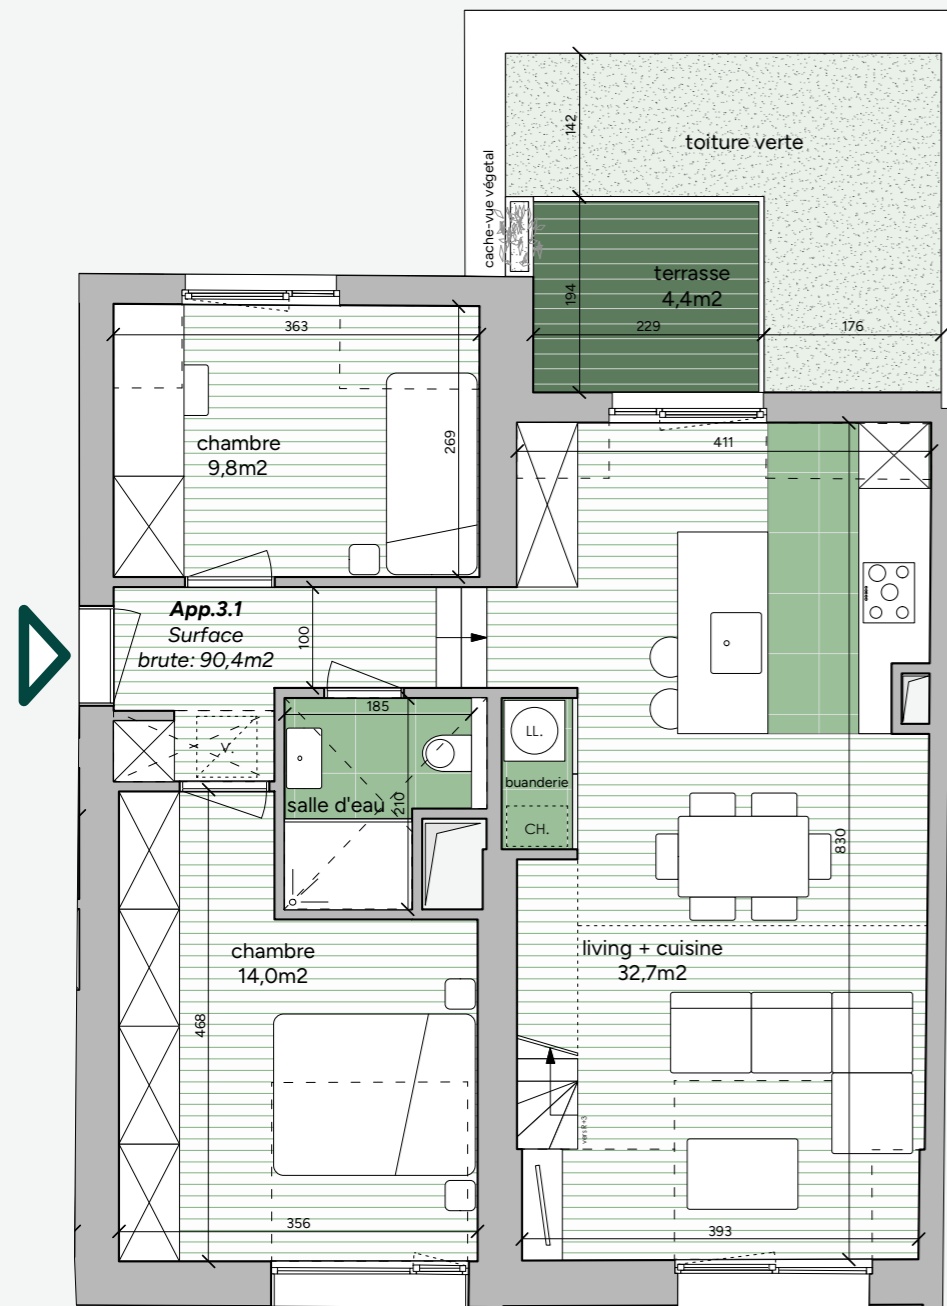 142
toiture verte
cache-vue végetal
terrasse
4,4m2
194
229
176
363
269
chambre
9,8m2
411
App.3.1
Surface
brute: 90,4m2
100
185
LL.
V.
buanderie
salle d'eau
210
CH.
830
chambre
14,0m2
living + cuisine
32,7m2
468
356
393